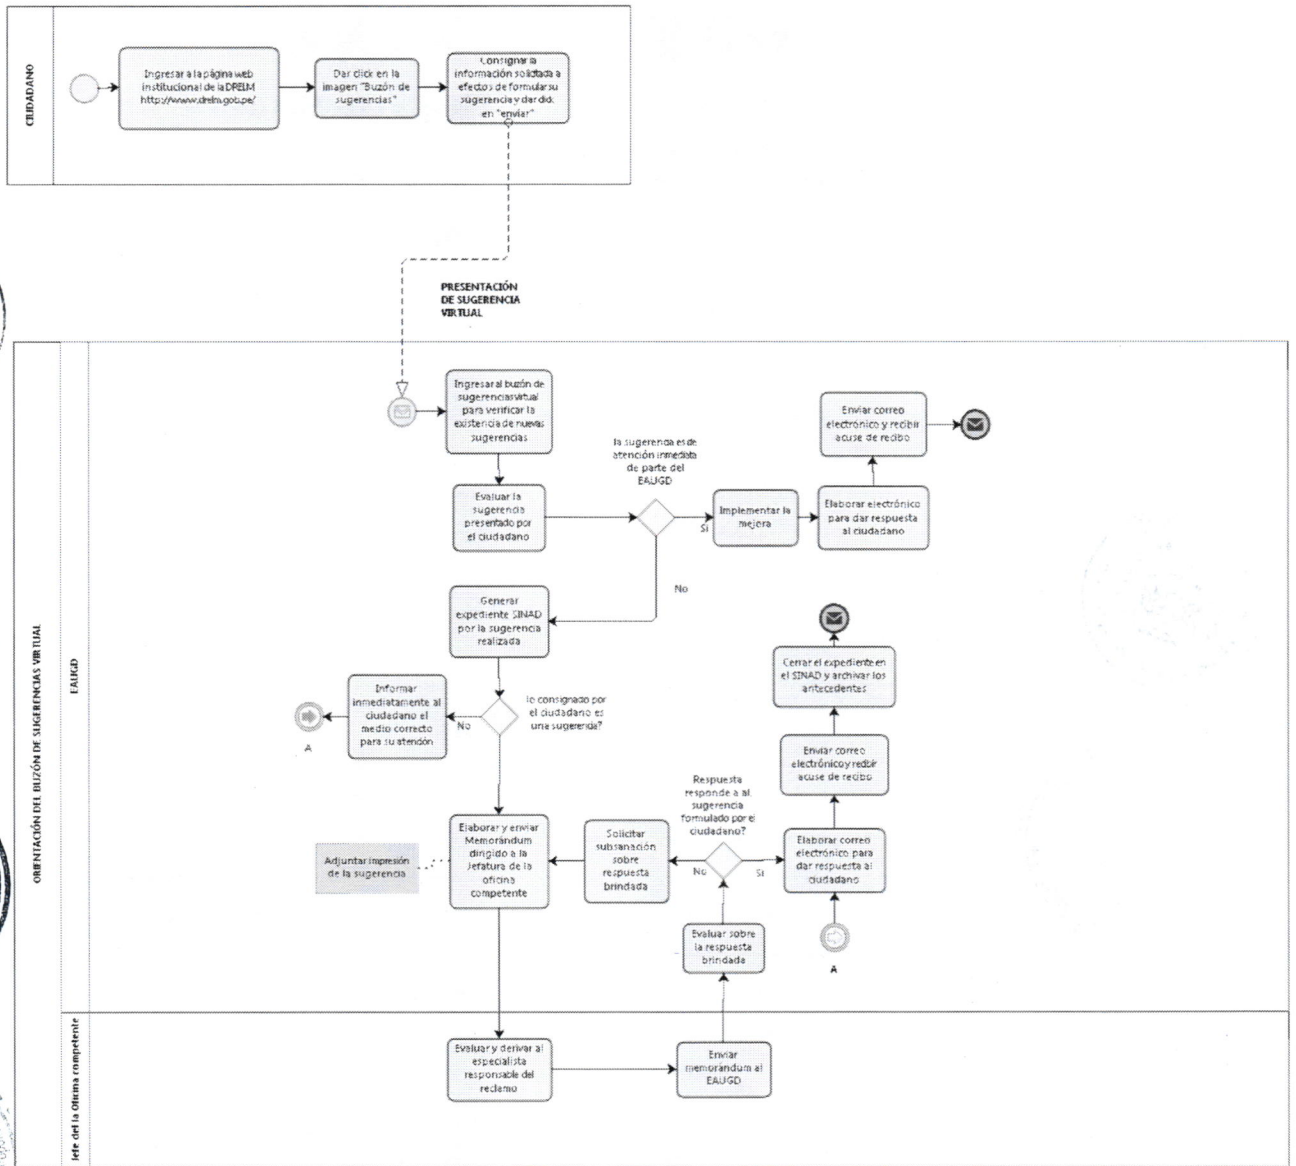 CIUDADANO
Ingresar a la página web
institucional de la DRELM
http://www.drelm.gob.pe/
Dar click en la
imagen "Buzón de
sugerencias"
Consignar la
información solicitada a
efectos de formular su
sugerencia y dar click
en "enviar"
PRESENTACIÓN
DE SUGERENCIA
VIRTUAL
ORIENTACIÓN DEL BUZÓN DE SUGERENCIAS VIRTUAL
EAUGD
Ingresar al buzón de
sugerencias virtual
para verificar la
existencia de nuevas
sugerencias
Evaluar la
sugerencia
presentado por
el ciudadano
la sugerencia es de
atención inmediata
de parte del
EAUGD
Si
Implementar la
mejora
Elaborar electrónico
para dar respuesta
al ciudadano
Enviar correo
electrónico y recibir
acuse de recibo
No
Generar
expediente SINAD
por la sugerencia
realizada
lo consignado por
el ciudadano es
una sugerencia?
No
Informar
inmediatamente al
ciudadano el
medio correcto
para su atención
A
Elaborar y enviar
Memorándum
dirigido a la
Jefatura de la
oficina
competente
Adjuntar impresión
de la sugerencia
Solicitar
subsanación
sobre
respuesta
brindada
Respuesta
responde a al
sugerencia
formulado por el
ciudadano?
No
Si
Evaluar sobre
la respuesta
brindada
Cerrar el expediente en
el SINAD y archivar los
antecedentes
Enviar correo
electrónico y recibir
acuse de recibo
Elaborar correo
electrónico para
dar respuesta al
ciudadano
A
Jefe del la Oficina competente
Evaluar y derivar al
especialista
responsable del
reclamo
Enviar
memorándum al
EAUGD